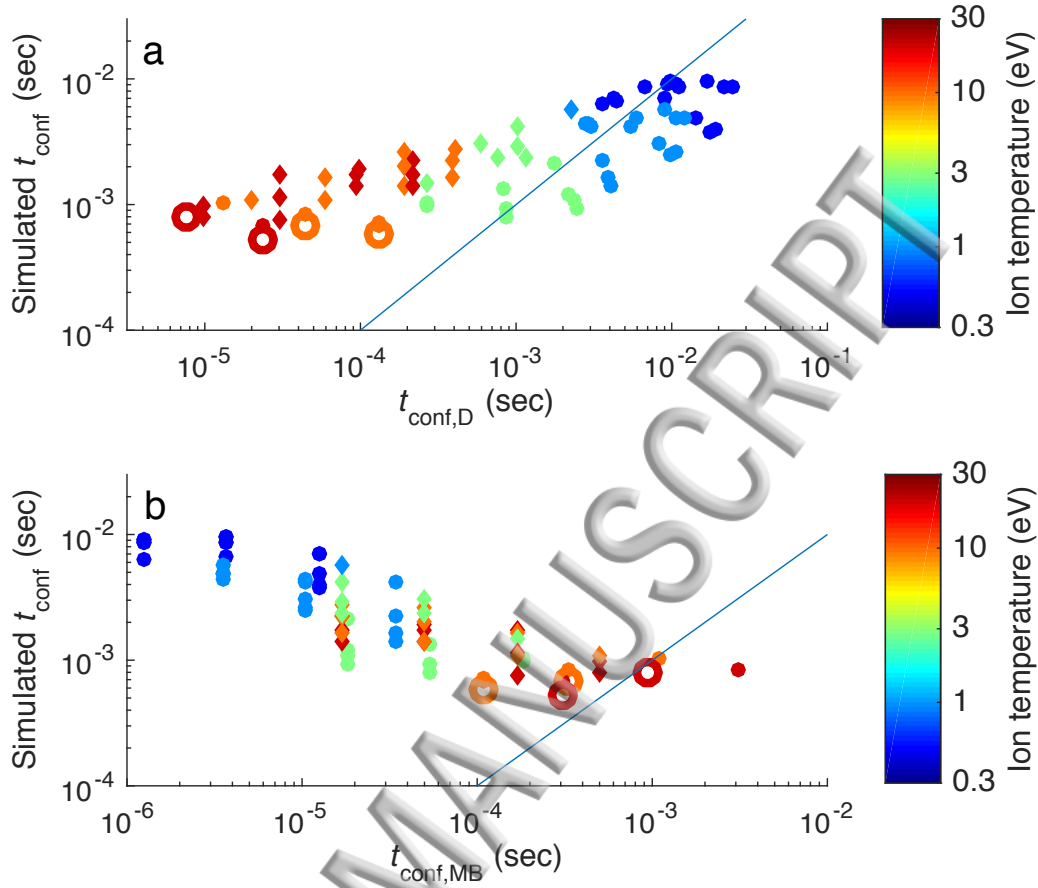 a
Simulated t_conf (sec)
10^-2
10^-3
10^-4
10^-5
10^-4
10^-3
10^-2
10^-1
t_conf,D (sec)
30
10
3
1
0.3
Ion temperature (eV)
b
Simulated t_conf (sec)
10^-2
10^-3
10^-4
10^-6
10^-5
10^-4
10^-3
10^-2
t_conf,MB (sec)
30
10
3
1
0.3
Ion temperature (eV)
MANUSCRIPT